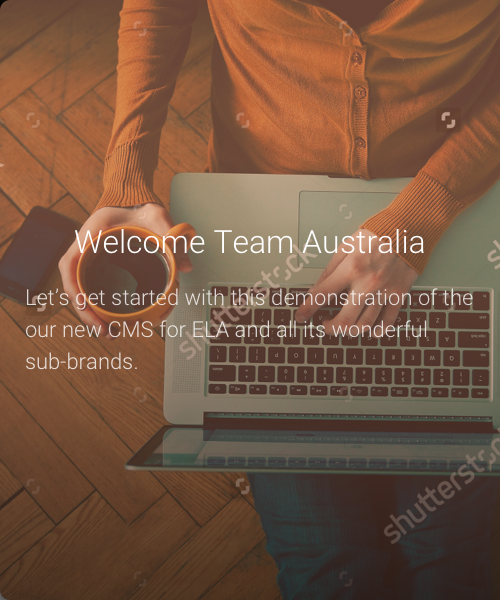 Welcome Team Australia
Let's get started with this demonstration of the
our new CMS for ELA and all its wonderful
sub-brands.
shutterstock
shutterstock